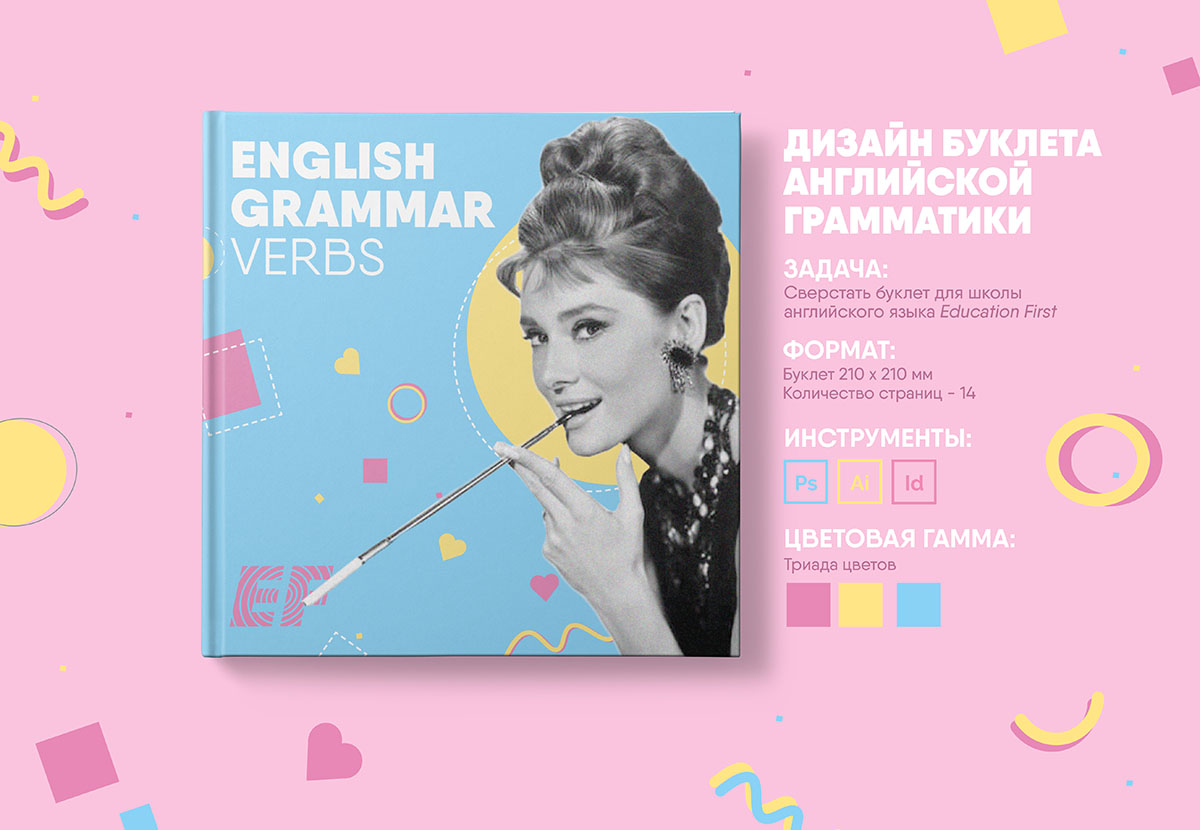 ENGLISH
GRAMMAR
VERBS
EF
ДИЗАЙН БУКЛЕТА
АНГЛИЙСКОЙ
ГРАММАТИКИ
ЗАДАЧА:
Сверстать буклет для школы
английского языка Education First
ФОРМАТ:
Буклет 210 х 210 мм
Количество страниц - 14
ИНСТРУМЕНТЫ:
Ps Ai Id
ЦВЕТОВАЯ ГАММА:
Триада цветов